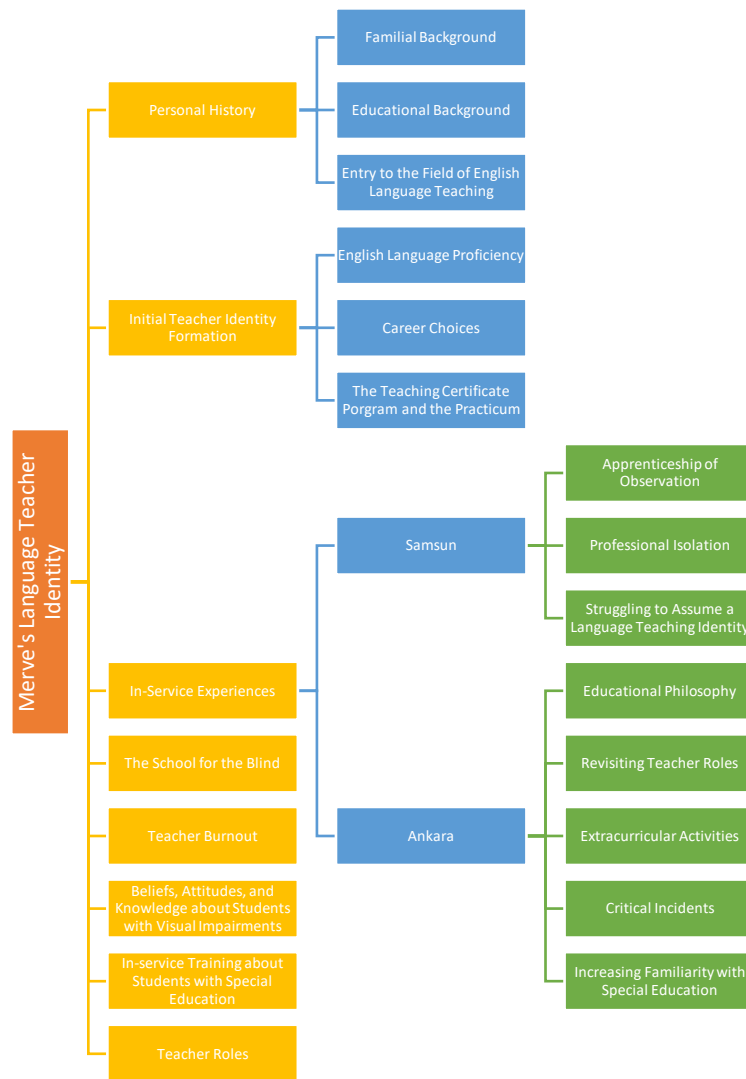 Merve's Language Teacher
Identity
Personal History
Familial Background
Educational Background
Entry to the Field of English
Language Teaching
Initial Teacher Identity
Formation
English Language Proficiency
Career Choices
The Teaching Certificate
Porgram and the Practicum
In-Service Experiences
Samsun
Apprenticeship of
Observation
Professional Isolation
Struggling to Assume a
Language Teaching Identity
Ankara
Educational Philosophy
Revisiting Teacher Roles
Extracurricular Activities
Critical Incidents
Increasing Familiarity with
Special Education
The School for the Blind
Teacher Burnout
Beliefs, Attitudes, and
Knowledge about Students
with Visual Impairments
In-service Training about
Students with Special
Education
Teacher Roles